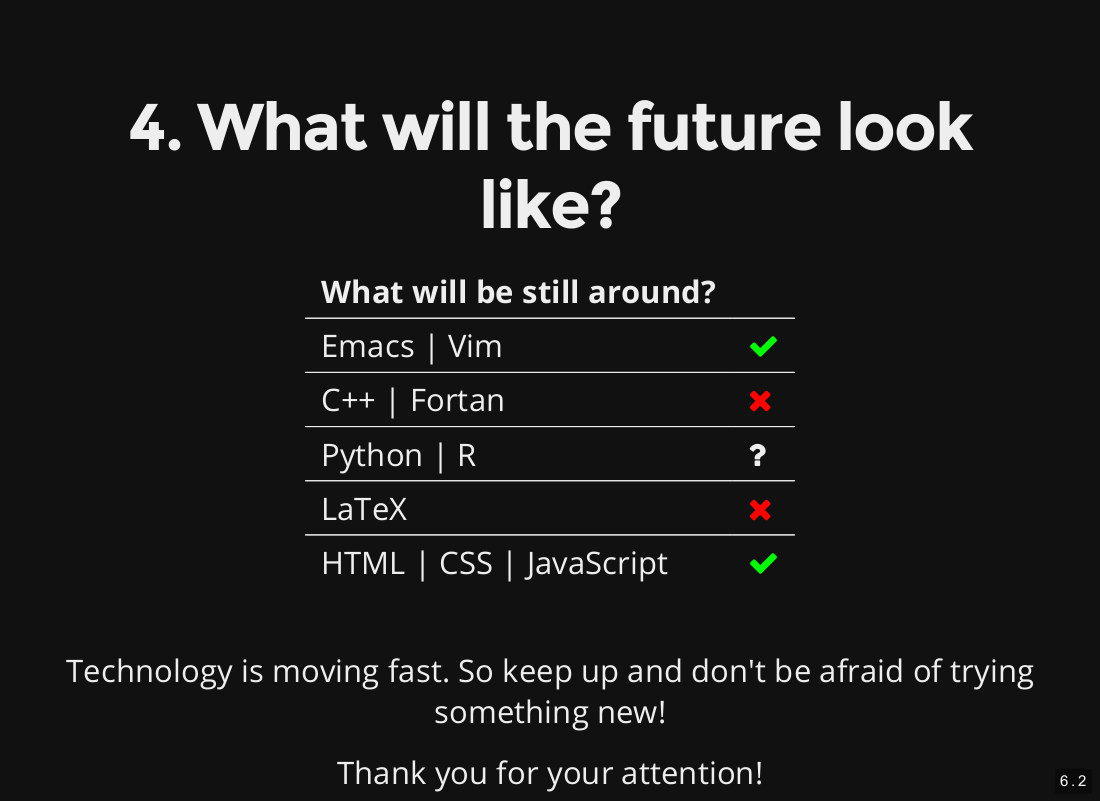 4. What will the future look
like?
What will be still around?
Emacs | Vim ✔
C++ | Fortan ✖
Python | R ?
LaTeX ✖
HTML | CSS | JavaScript ✔
Technology is moving fast. So keep up and don't be afraid of trying
something new!
Thank you for your attention!
6.2